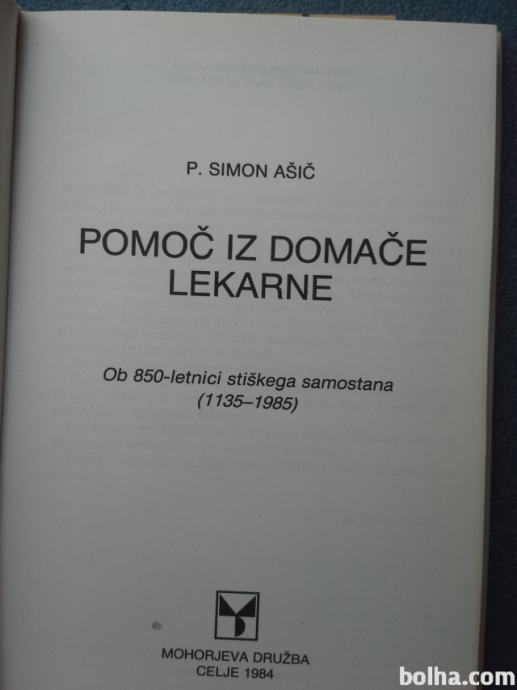 P. SIMON AŠIČ
POMOČ IZ DOMAČE
LEKARNE
Ob 850-letnici stiškega samostana
(1135–1985)
MOHORJEVA DRUŽBA
CELJE 1984
bolha.com